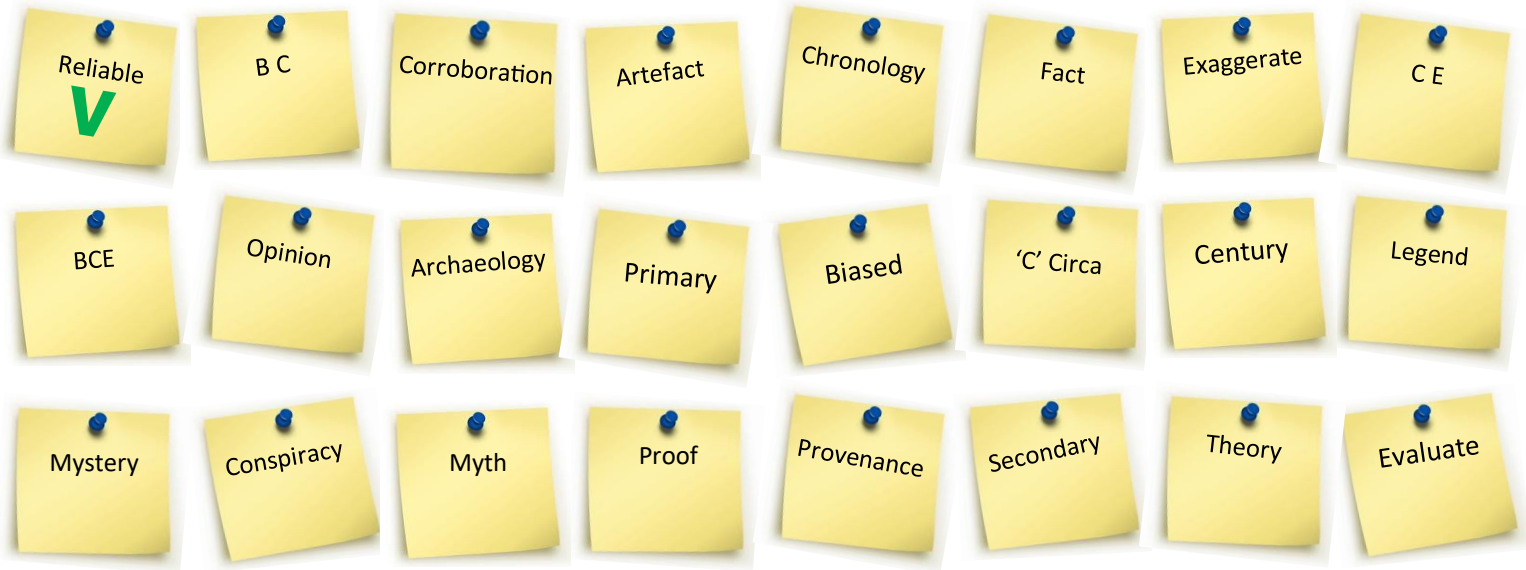 Reliable
V
B C
Corroboration
Artefact
Chronology
Fact
Exaggerate
C E
BCE
Opinion
Archaeology
Primary
Biased
‘C’ Circa
Century
Legend
Mystery
Conspiracy
Myth
Proof
Provenance
Secondary
Theory
Evaluate